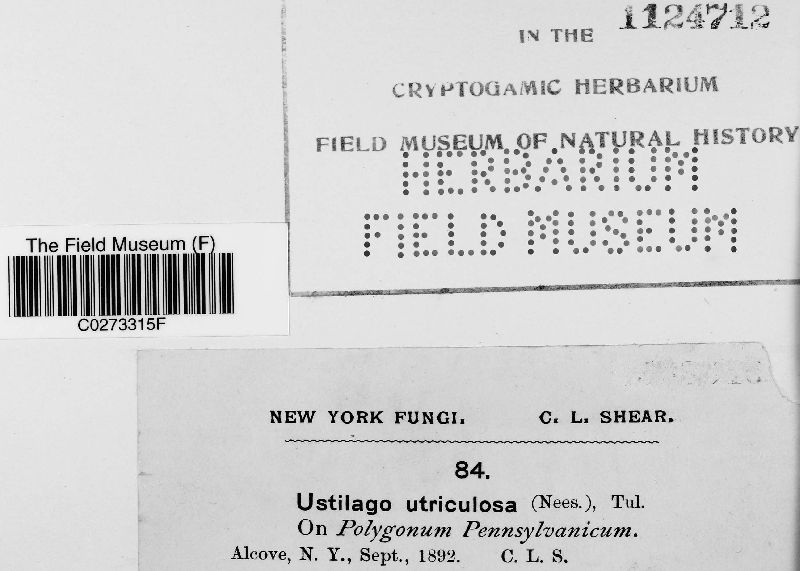 1124712
IN THE
CRYPTOGAMIC HERBARIUM
FIELD MUSEUM OF NATURAL HISTORY
HERBARIUM
FIELD MUSEUM
The Field Museum (F)
C0273315F
NEW YORK FUNGI. C. L. SHEAR.
84.
Ustilago utriculosa (Nees.), Tul.
On Polygonum Pennsylvanicum.
Alcove, N. Y., Sept., 1892. C. L. S.